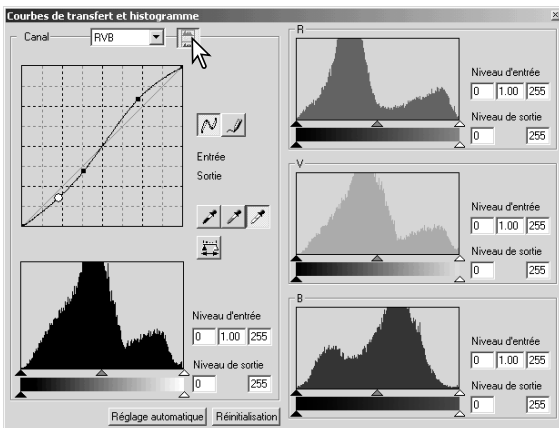 Courbes de transfert et histogramme
Canal RVB
Entrée
Sortie
Niveau d'entrée
0 1.00 255
Niveau de sortie
0 255
Réglage automatique Réinitialisation
R
Niveau d'entrée
0 1.00 255
Niveau de sortie
0 255
V
Niveau d'entrée
0 1.00 255
Niveau de sortie
0 255
B
Niveau d'entrée
0 1.00 255
Niveau de sortie
0 255